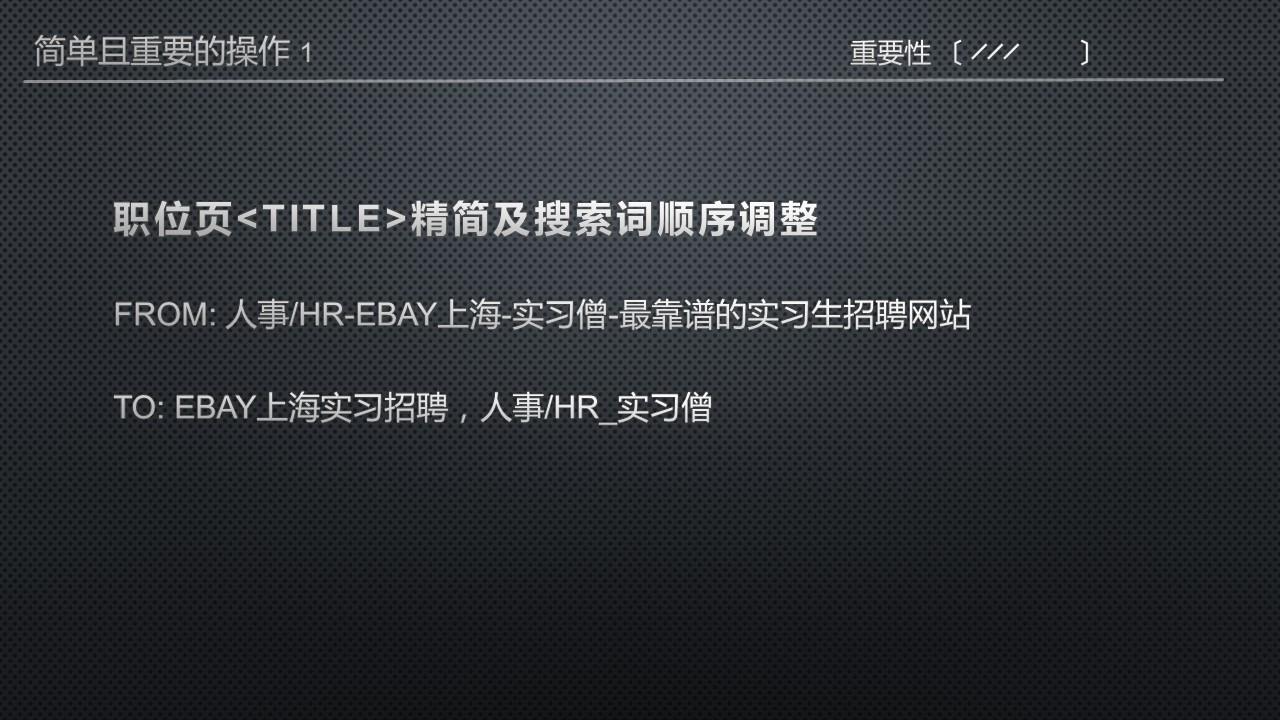 简单且重要的操作 1
重要性 〔 /// 〕
职位页<TITLE>精简及搜索词顺序调整
FROM: 人事/HR-EBAY上海-实习僧-最靠谱的实习生招聘网站
TO: EBAY上海实习招聘，人事/HR_实习僧